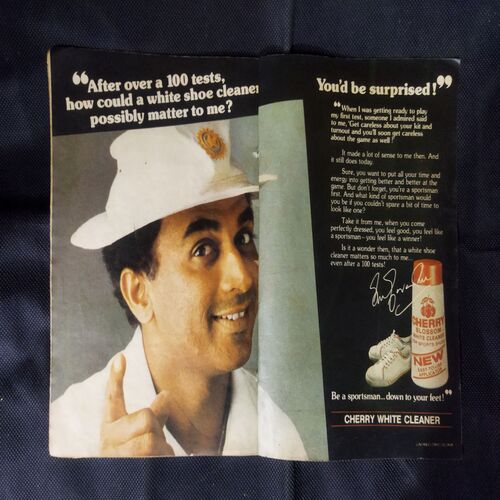 “After over a 100 tests,
how could a white shoe cleaner
possibly matter to me?
You'd be surprised!”
“When I was getting ready to play
my first test, someone I admired said
to me, 'Get careless about your kit and
turnout and you'll soon get careless
about the game as well!'
It made a lot of sense to me then. And
it still does today.
Sure, you want to put all your time and
energy into getting better and better at the
game. But don't forget, you're a sportsman
first. And what kind of sportsman would
you be if you couldn't spare a bit of time to
look like one?
Take it from me, when you come
perfectly dressed, you feel good, you feel like
a sportsman – you feel like a winner!
Is it a wonder then, that a white shoe
cleaner matters so much to me...
even after a 100 tests!
CHERRY
BLOSSOM
WHITE CLEANER
FOR SPORTS SHOES
NEW
EASY-TO-USE
APPLICATOR
Be a sportsman...down to your feet!”
CHERRY WHITE CLEANER